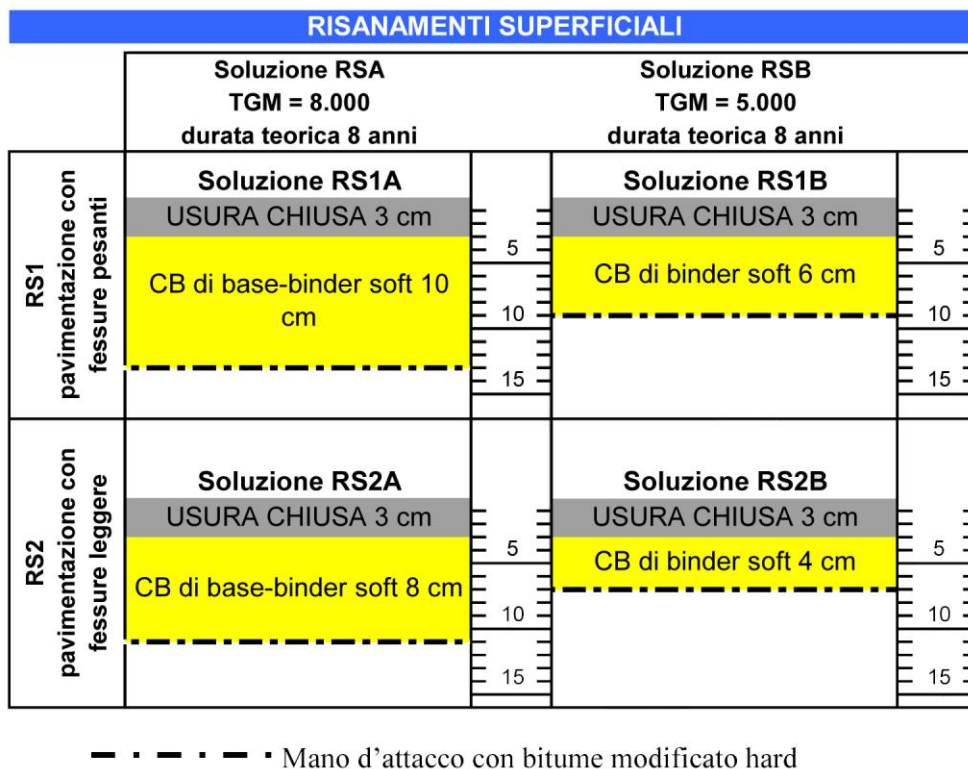 RISANAMENTI SUPERFICIALI
Soluzione RSA
TGM = 8.000
durata teorica 8 anni
Soluzione RSB
TGM = 5.000
durata teorica 8 anni
RS1
pavimentazione con
fessure pesanti
Soluzione RS1A
USURA CHIUSA 3 cm
CB di base-binder soft 10
cm
5
10
15
Soluzione RS1B
USURA CHIUSA 3 cm
CB di binder soft 6 cm
5
10
15
RS2
pavimentazione con
fessure leggere
Soluzione RS2A
USURA CHIUSA 3 cm
CB di base-binder soft 8 cm
5
10
15
Soluzione RS2B
USURA CHIUSA 3 cm
CB di binder soft 4 cm
5
10
15
Mano d'attacco con bitume modificato hard